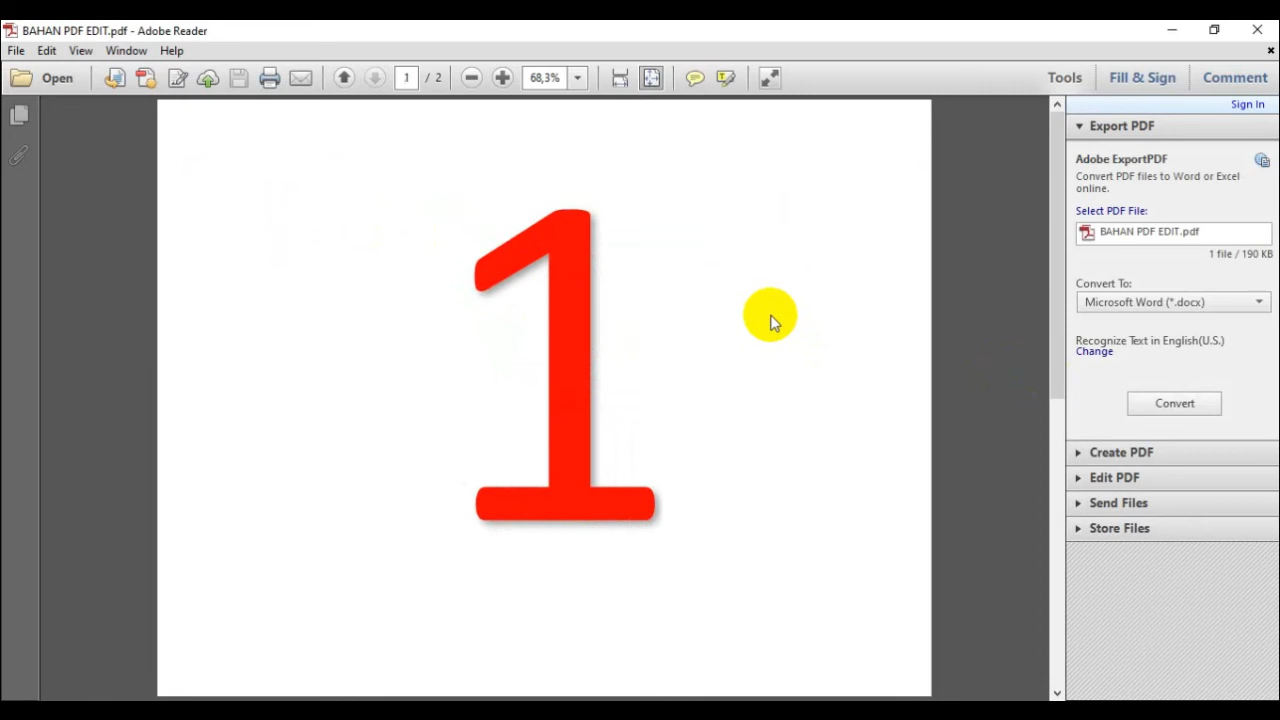 BAHAN PDF EDIT.pdf - Adobe Reader
File Edit View Window Help
Open 1 / 2 68,3% Tools Fill & Sign Comment
Sign In
Export PDF
Adobe ExportPDF
Convert PDF files to Word or Excel
online.
Select PDF File:
BAHAN PDF EDIT.pdf
1 file / 190 KB
Convert To:
Microsoft Word (*.docx)
Recognize Text in English(U.S.)
Change
Convert
Create PDF
Edit PDF
Send Files
Store Files
1